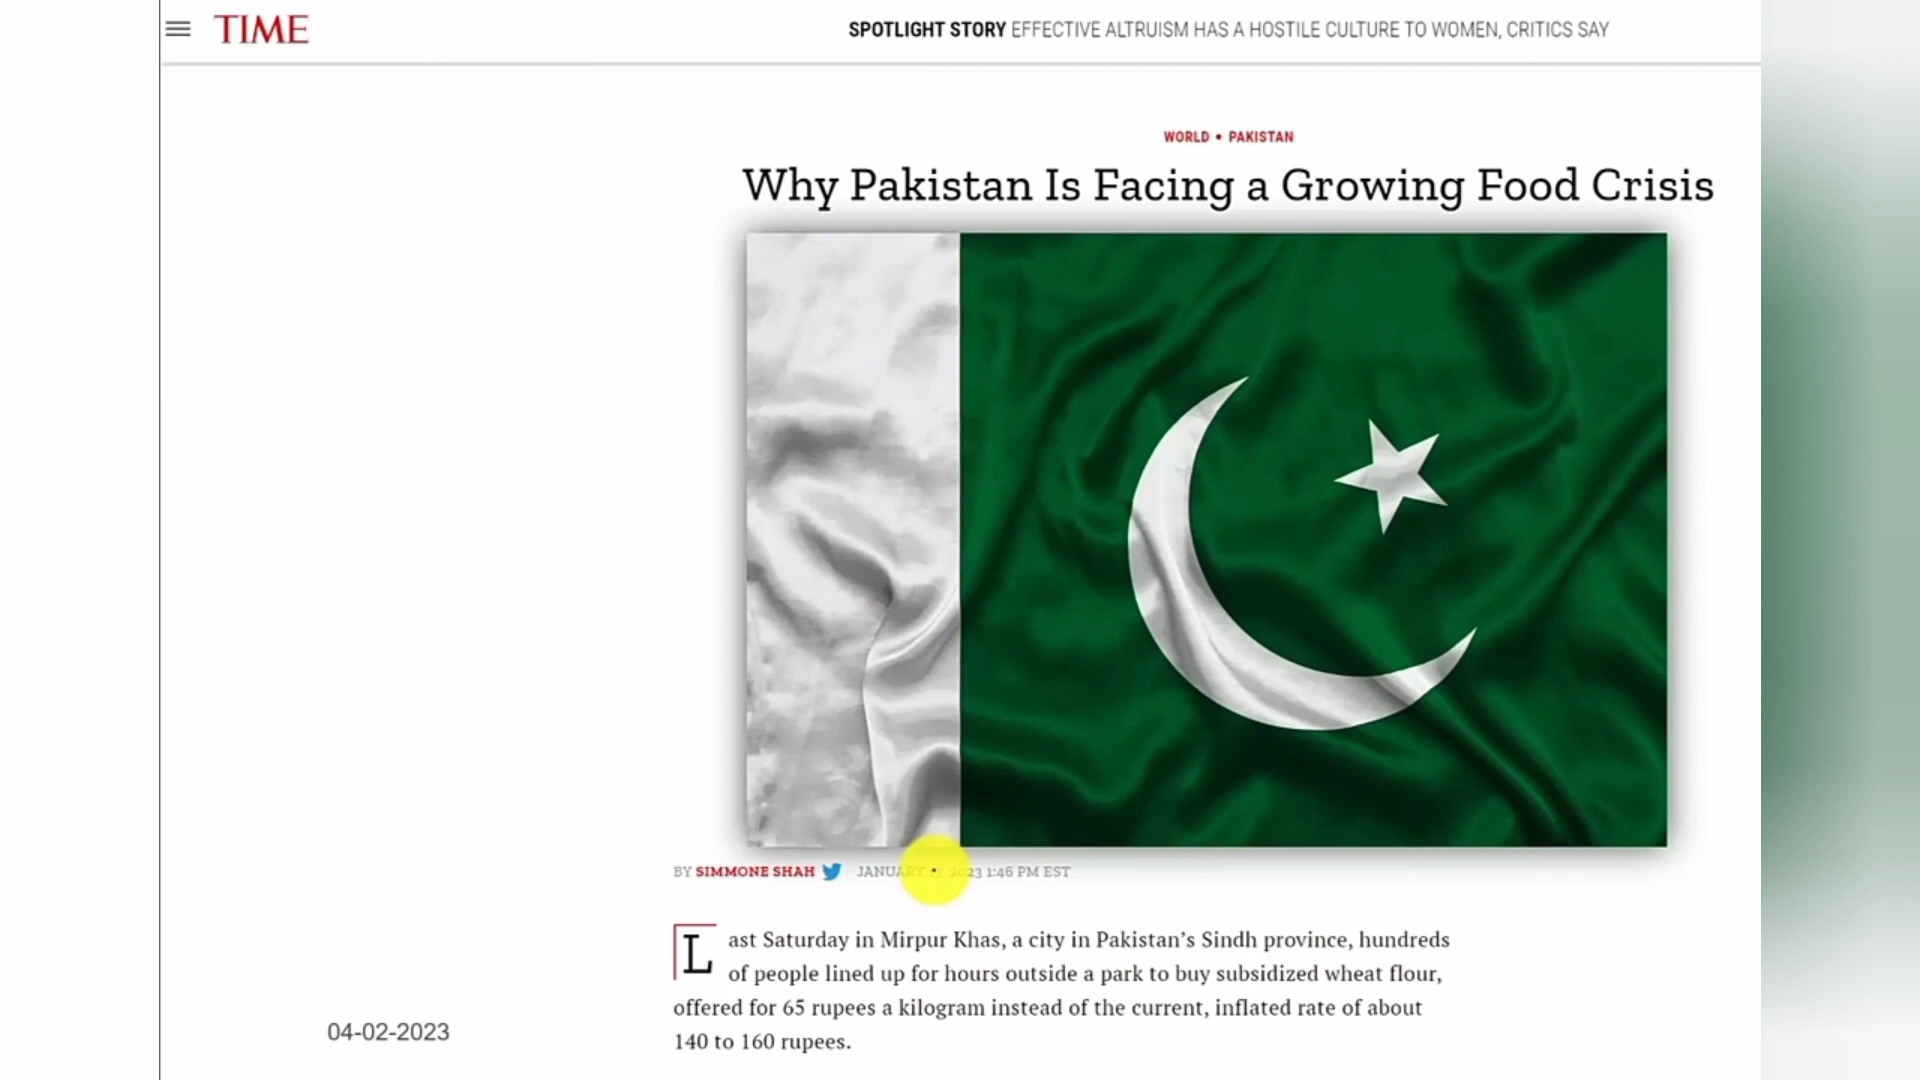 TIME
SPOTLIGHT STORY EFFECTIVE ALTRUISM HAS A HOSTILE CULTURE TO WOMEN, CRITICS SAY
WORLD • PAKISTAN
Why Pakistan Is Facing a Growing Food Crisis
BY SIMMONE SHAH JANUARY 2023 1:46 PM EST
Last Saturday in Mirpur Khas, a city in Pakistan’s Sindh province, hundreds
of people lined up for hours outside a park to buy subsidized wheat flour,
offered for 65 rupees a kilogram instead of the current, inflated rate of about
140 to 160 rupees.
04-02-2023